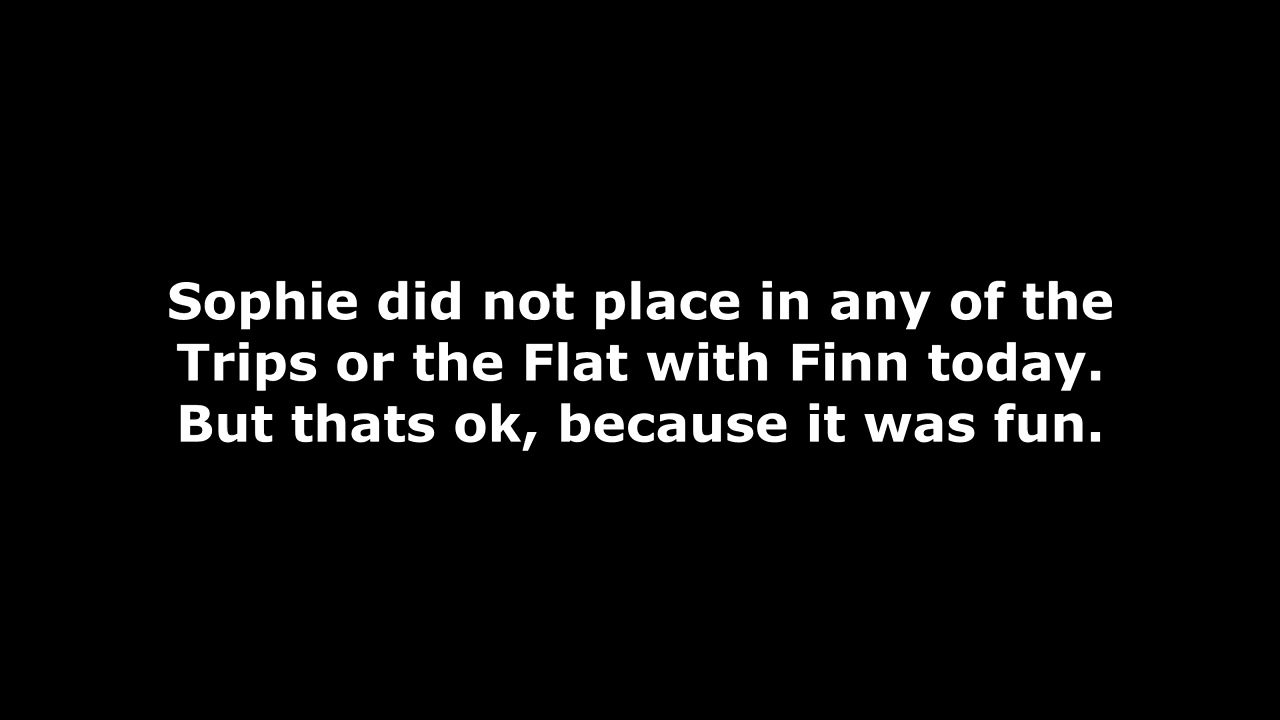 Sophie did not place in any of the
Trips or the Flat with Finn today.
But thats ok, because it was fun.